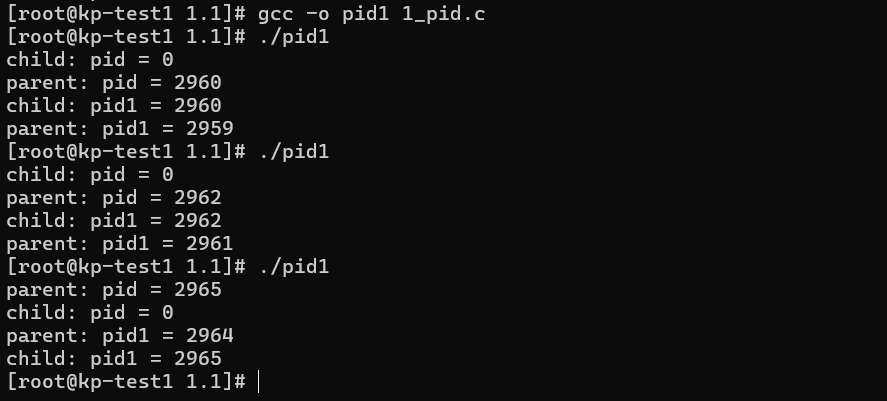 [root@kp-test1 1.1]# gcc -o pid1 1_pid.c
[root@kp-test1 1.1]# ./pid1
child: pid = 0
parent: pid = 2960
child: pid1 = 2960
parent: pid1 = 2959
[root@kp-test1 1.1]# ./pid1
child: pid = 0
parent: pid = 2962
child: pid1 = 2962
parent: pid1 = 2961
[root@kp-test1 1.1]# ./pid1
parent: pid = 2965
child: pid = 0
parent: pid1 = 2964
child: pid1 = 2965
[root@kp-test1 1.1]#